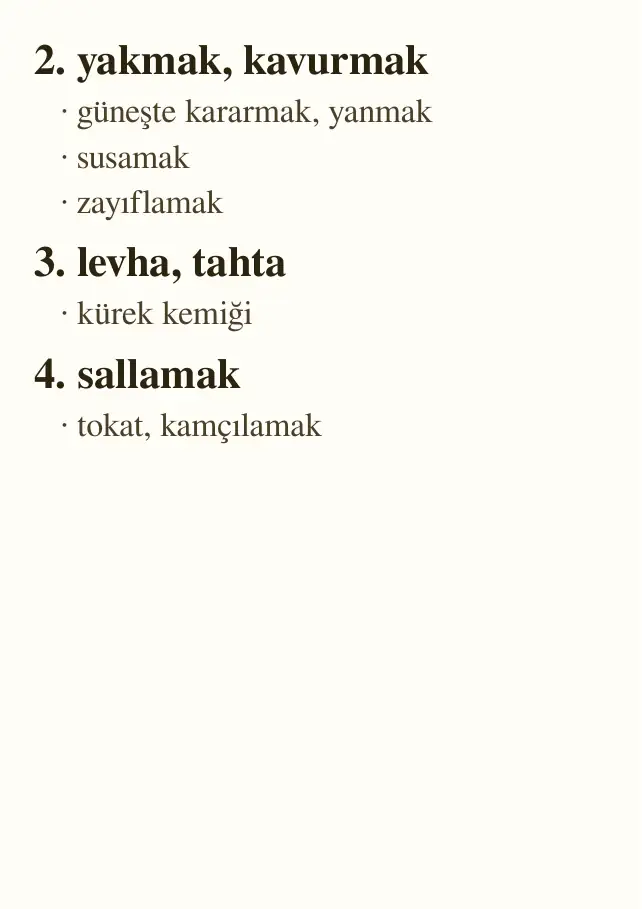 2. yakmak, kavurmak
· güneşte kararmak, yanmak
· susamak
· zayıflamak
3. levha, tahta
· kürek kemiği
4. sallamak
· tokat, kamçılamak